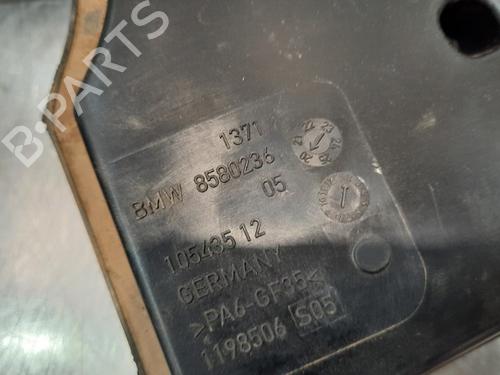 1371
BMW 8580236
05
105435 12
GERMANY
>PA6-GF35<
1198506 S05
B-PARTS